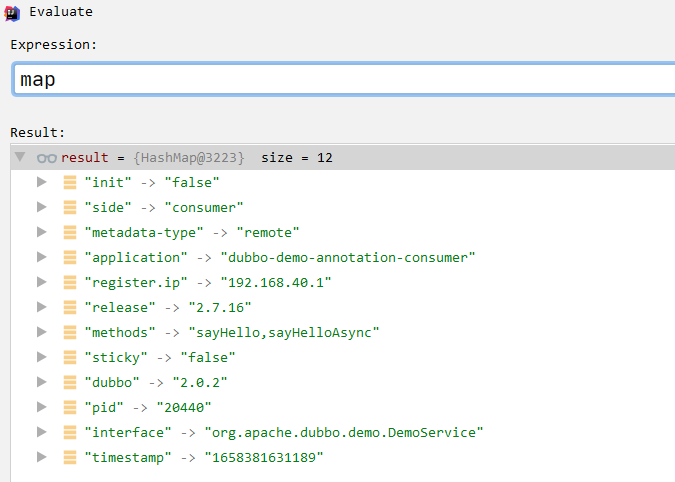 Evaluate
Expression:
map
Result:
result = {HashMap@3223} size = 12
"init" -> "false"
"side" -> "consumer"
"metadata-type" -> "remote"
"application" -> "dubbo-demo-annotation-consumer"
"register.ip" -> "192.168.40.1"
"release" -> "2.7.16"
"methods" -> "sayHello,sayHelloAsync"
"sticky" -> "false"
"dubbo" -> "2.0.2"
"pid" -> "20440"
"interface" -> "org.apache.dubbo.demo.DemoService"
"timestamp" -> "1658381631189"